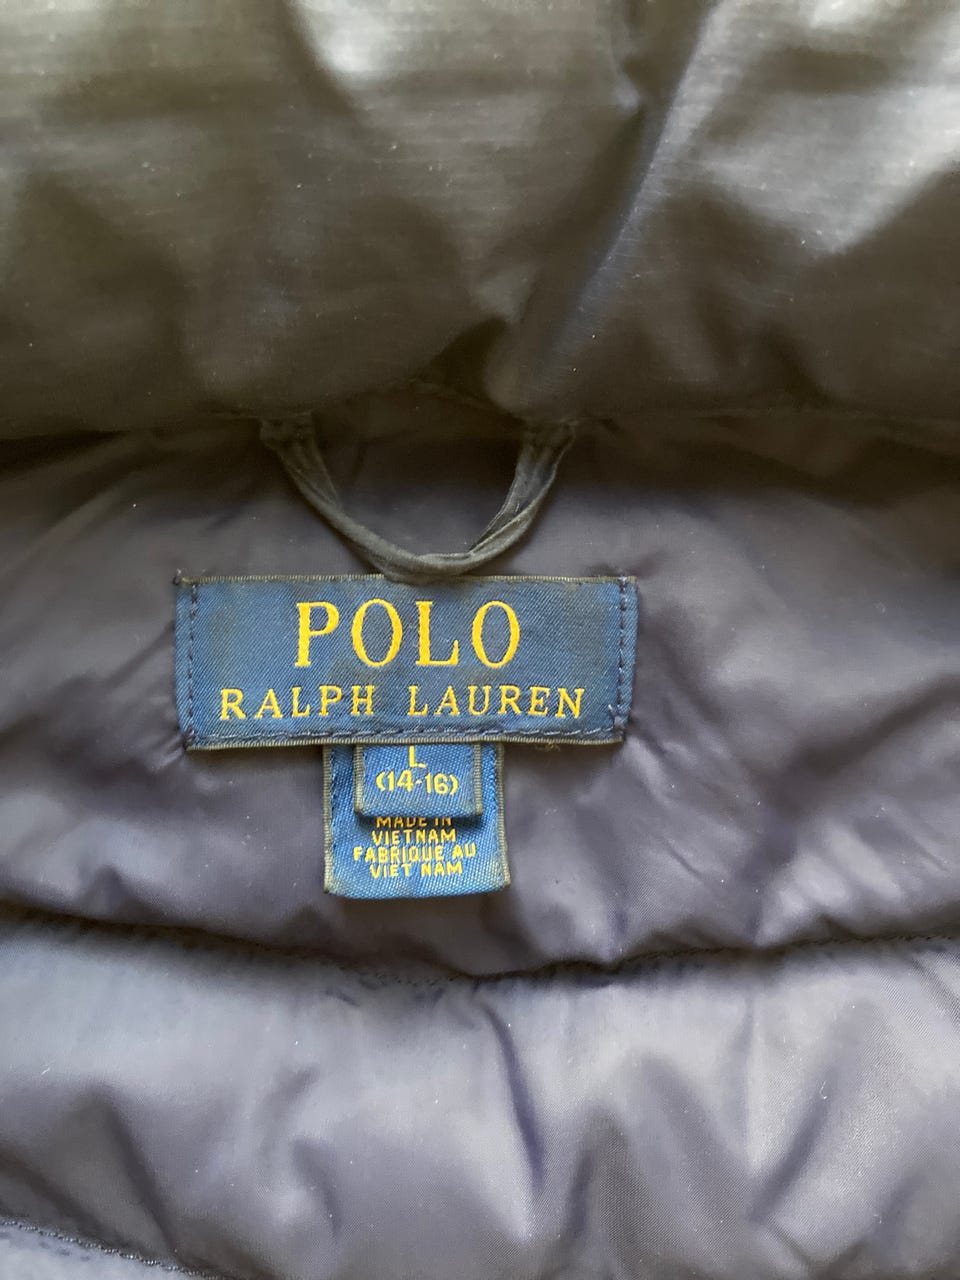 POLO
RALPH LAUREN
L
(14-16)
MADE IN
VIETNAM
FABRIQUE AU
VIET NAM